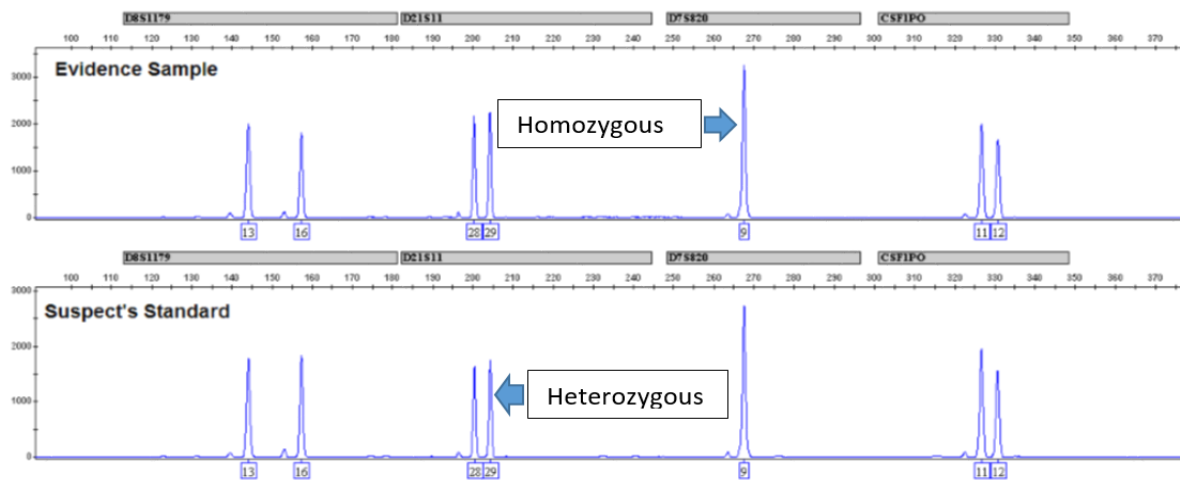 D8S1179 D21S11 D7S820 CSF1PO
100 110 120 130 140 150 160 170 180 190 200 210 220 230 240 250 260 270 280 290 300 310 320 330 340 350 360 370
Evidence Sample
3000
Homozygous
2000
1000
0
13 16 28 29 9 11 12
D8S1179 D21S11 D7S820 CSF1PO
100 110 120 130 140 150 160 170 180 190 200 210 220 230 240 250 260 270 280 290 300 310 320 330 340 350 360 370
3000
Suspect's Standard
2000
Heterozygous
1000
0
13 16 28 29 9 11 12